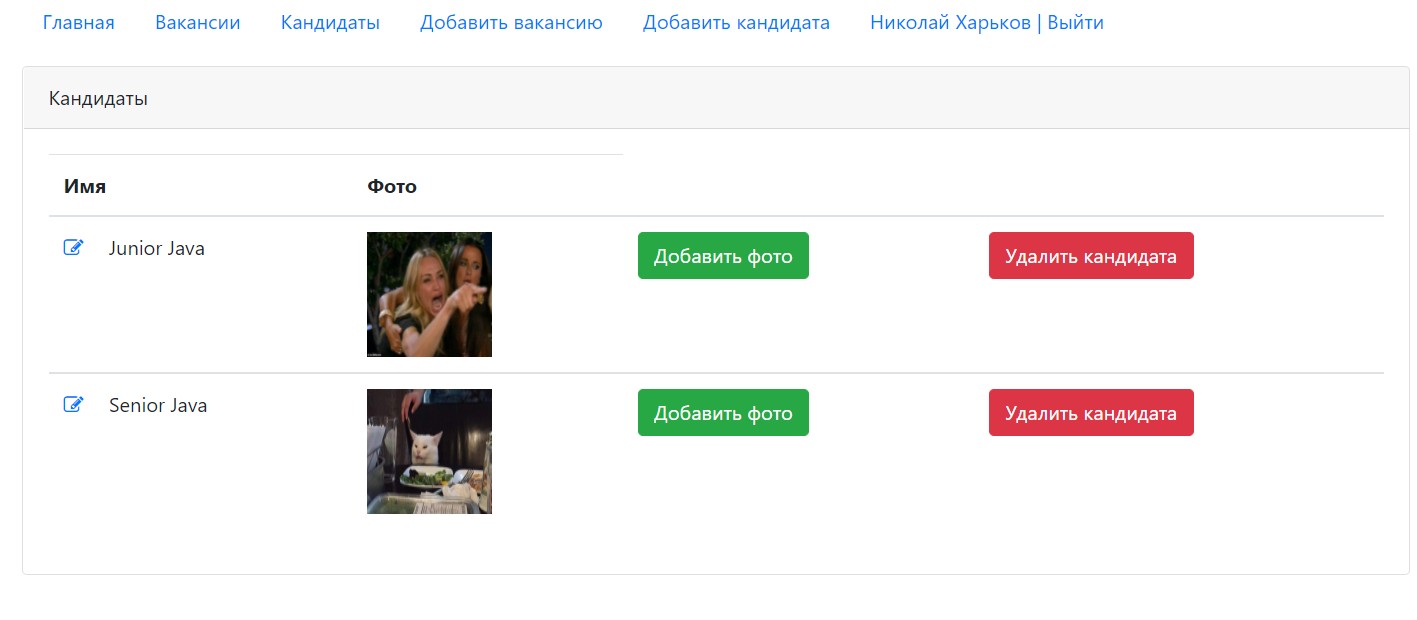 Главная Вакансии Кандидаты Добавить вакансию Добавить кандидата Николай Харьков | Выйти
Кандидаты
Имя Фото
Junior Java Добавить фото Удалить кандидата
Senior Java Добавить фото Удалить кандидата